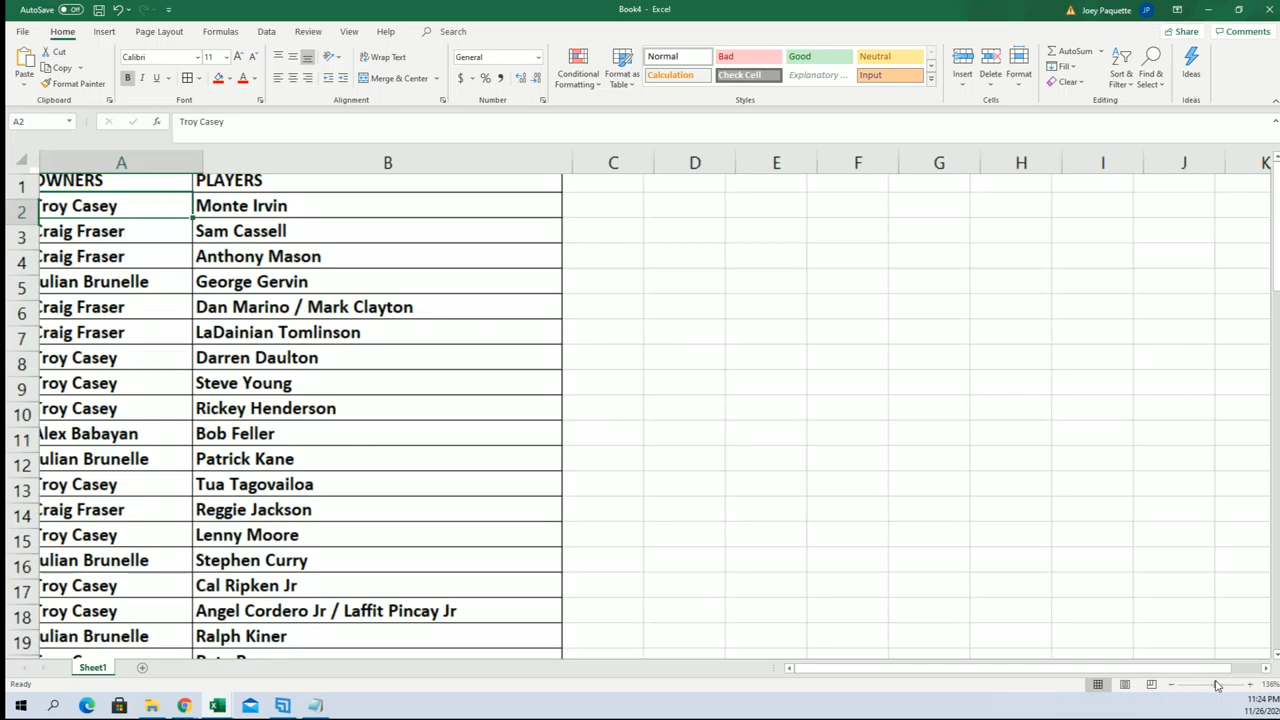 AutoSave Off Book4 - Excel Joey Paquette JP
File Home Insert Draw Page Layout Formulas Data Review View Help Search Share Comments
Paste Cut Copy Format Painter Clipboard
Calibri 11 B I U A A Font
Wrap Text Merge & Center Alignment
General $ % Number
Conditional Formatting Format as Table
Normal Bad Good Neutral
Calculation Check Cell Explanatory ... Input
Styles
Insert Delete Format Cells
AutoSum Fill Clear Sort & Filter Find & Select Editing
Ideas Ideas
A2 fx Troy Casey
A B C D E F G H I J K
1 OWNERS PLAYERS
2 Troy Casey Monte Irvin
3 Craig Fraser Sam Cassell
4 Craig Fraser Anthony Mason
5 Julian Brunelle George Gervin
6 Craig Fraser Dan Marino / Mark Clayton
7 Craig Fraser LaDainian Tomlinson
8 Troy Casey Darren Daulton
9 Troy Casey Steve Young
10 Troy Casey Rickey Henderson
11 Alex Babayan Bob Feller
12 Julian Brunelle Patrick Kane
13 Troy Casey Tua Tagovailoa
14 Craig Fraser Reggie Jackson
15 Troy Casey Lenny Moore
16 Julian Brunelle Stephen Curry
17 Troy Casey Cal Ripken Jr
18 Troy Casey Angel Cordero Jr / Laffit Pincay Jr
19 Julian Brunelle Ralph Kiner
Sheet1
Ready 136%
11:24 PM